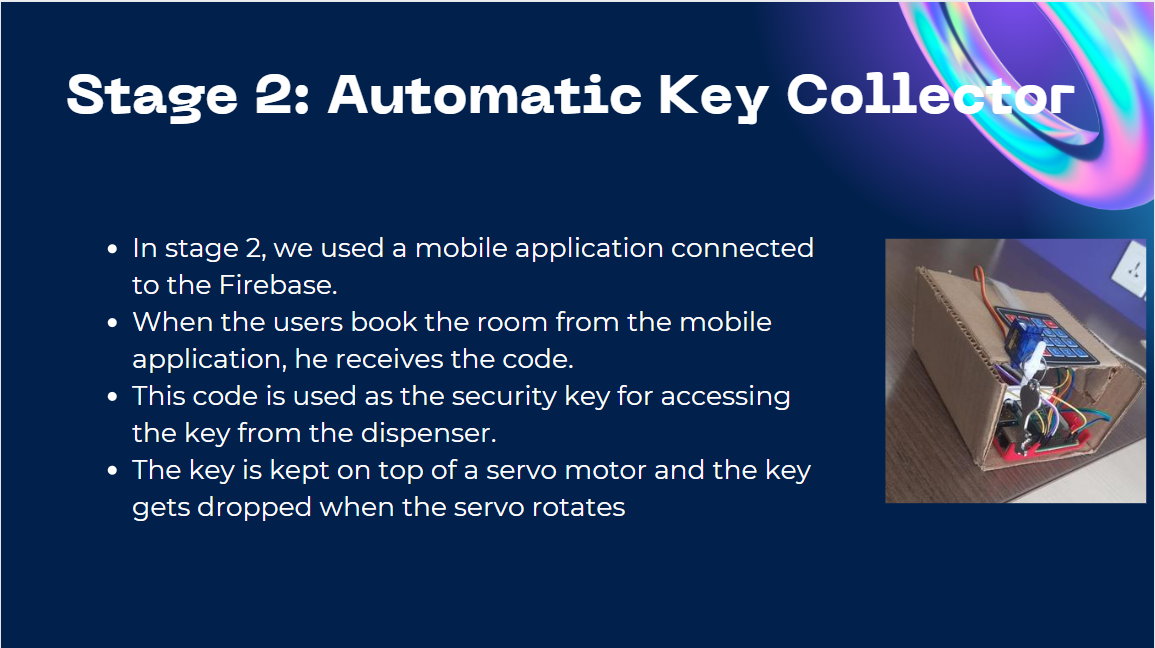 Stage 2: Automatic Key Collector
• In stage 2, we used a mobile application connected
to the Firebase.
• When the users book the room from the mobile
application, he receives the code.
• This code is used as the security key for accessing
the key from the dispenser.
• The key is kept on top of a servo motor and the key
gets dropped when the servo rotates